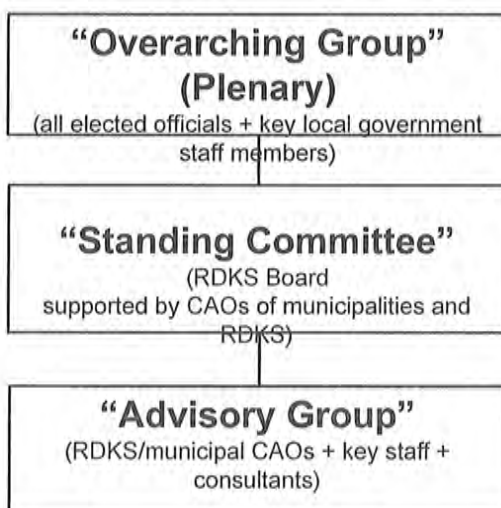 “Overarching Group”
(Plenary)
(all elected officials + key local government
staff members)
“Standing Committee”
(RDKS Board
supported by CAOs of municipalities and
RDKS)
“Advisory Group”
(RDKS/municipal CAOs + key staff +
consultants)